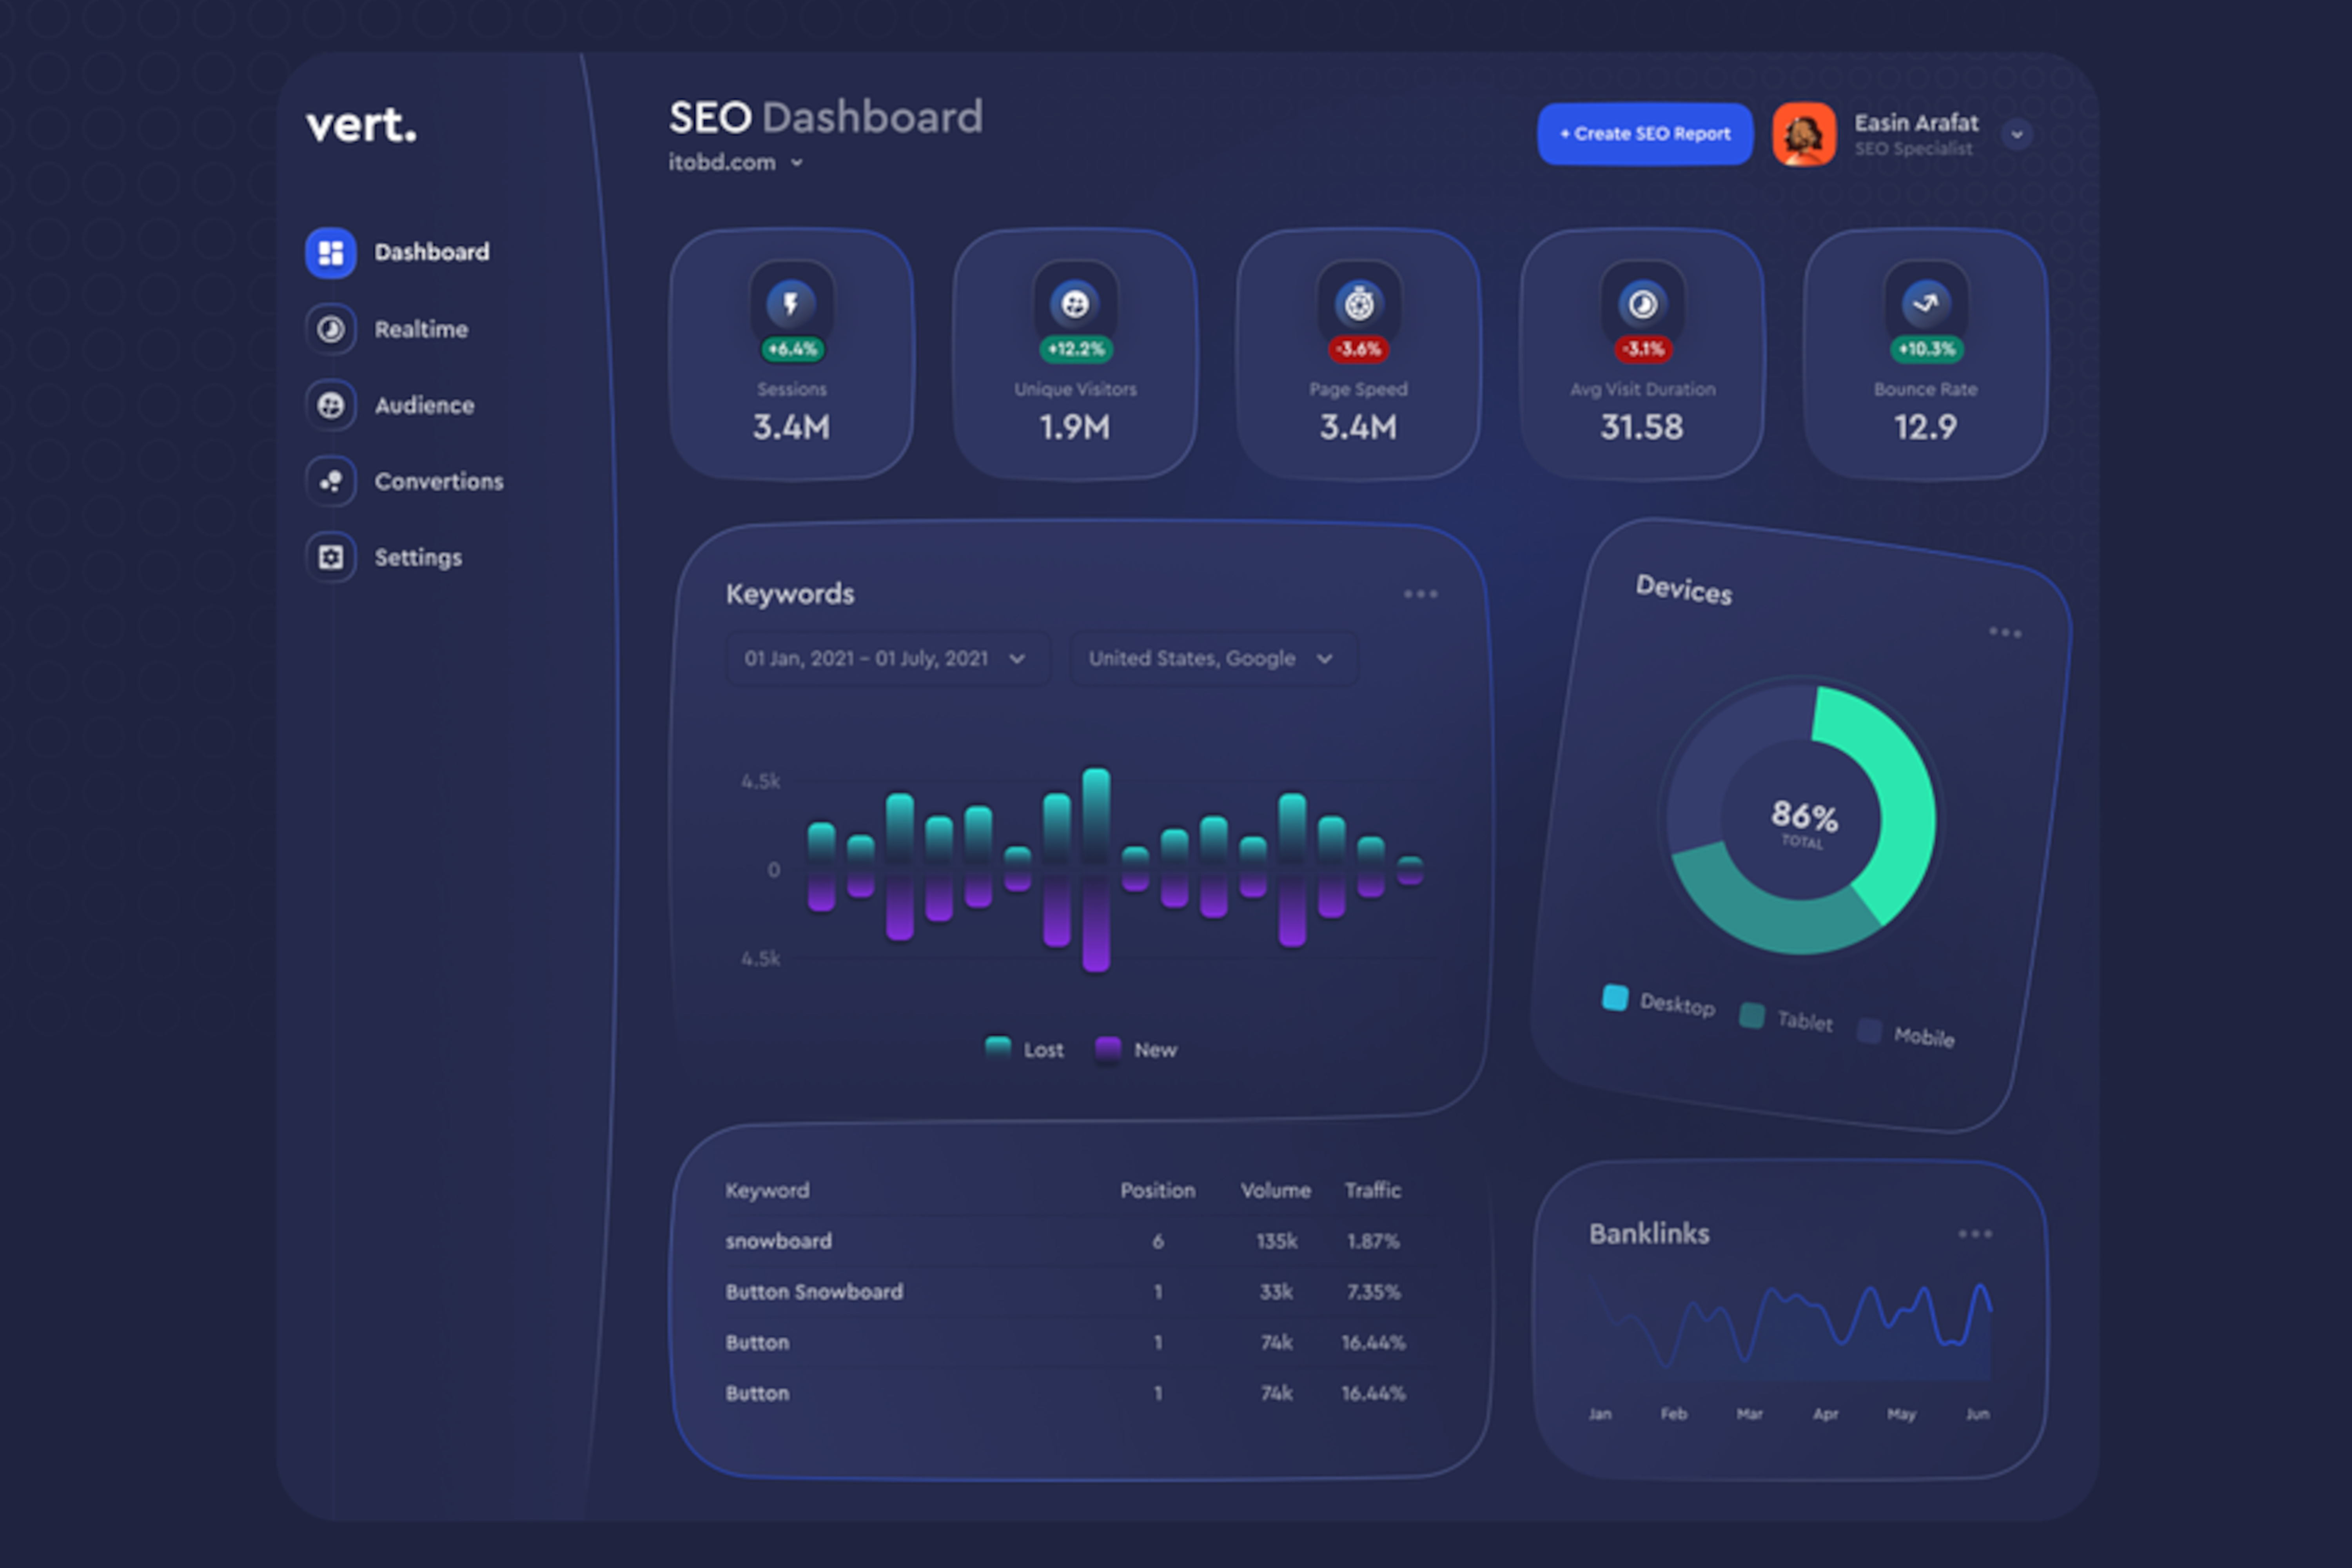 vert.
SEO Dashboard
itobd.com
+ Create SEO Report
Easin Arafat
SEO Specialist
Dashboard
Realtime
Audience
Convertions
Settings
+6.4%
Sessions
3.4M
+12.2%
Unique Visitors
1.9M
-3.6%
Page Speed
3.4M
-3.1%
Avg Visit Duration
31.58
+10.3%
Bounce Rate
12.9
Keywords
01 Jan, 2021 - 01 July, 2021
United States, Google
4.5k
0
4.5k
Lost New
Devices
86%
TOTAL
Desktop Tablet Mobile
Keyword Position Volume Traffic
snowboard 6 135k 1.87%
Button Snowboard 1 33k 7.35%
Button 1 74k 16.44%
Button 1 74k 16.44%
Banklinks
Jan Feb Mar Apr May Jun